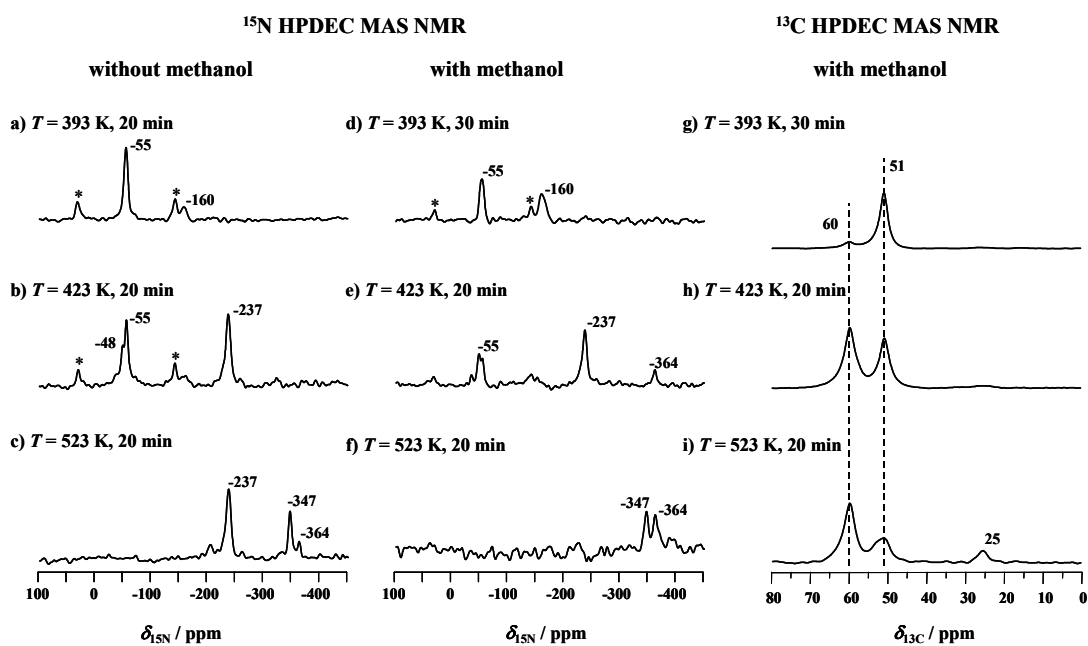 ¹⁵N HPDEC MAS NMR
¹³C HPDEC MAS NMR
without methanol
with methanol
with methanol
a) T = 393 K, 20 min
-55
*
*
-160
d) T = 393 K, 30 min
-55
*
*
-160
g) T = 393 K, 30 min
51
60
b) T = 423 K, 20 min
-55
-48
*
*
-237
e) T = 423 K, 20 min
-55
-237
-364
h) T = 423 K, 20 min
c) T = 523 K, 20 min
-237
-347
-364
f) T = 523 K, 20 min
-347
-364
i) T = 523 K, 20 min
25
100 0 -100 -200 -300 -400
100 0 -100 -200 -300 -400
80 70 60 50 40 30 20 10 0
δ15N / ppm
δ15N / ppm
δ13C / ppm